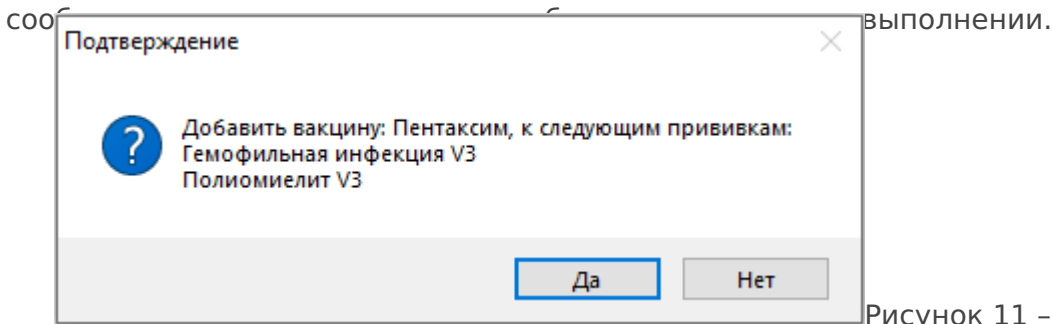 выполнении.
Подтверждение
Добавить вакцину: Пентаксим, к следующим прививкам:
Гемофильная инфекция V3
Полиомиелит V3
Да
Нет
Рисунок 11 –